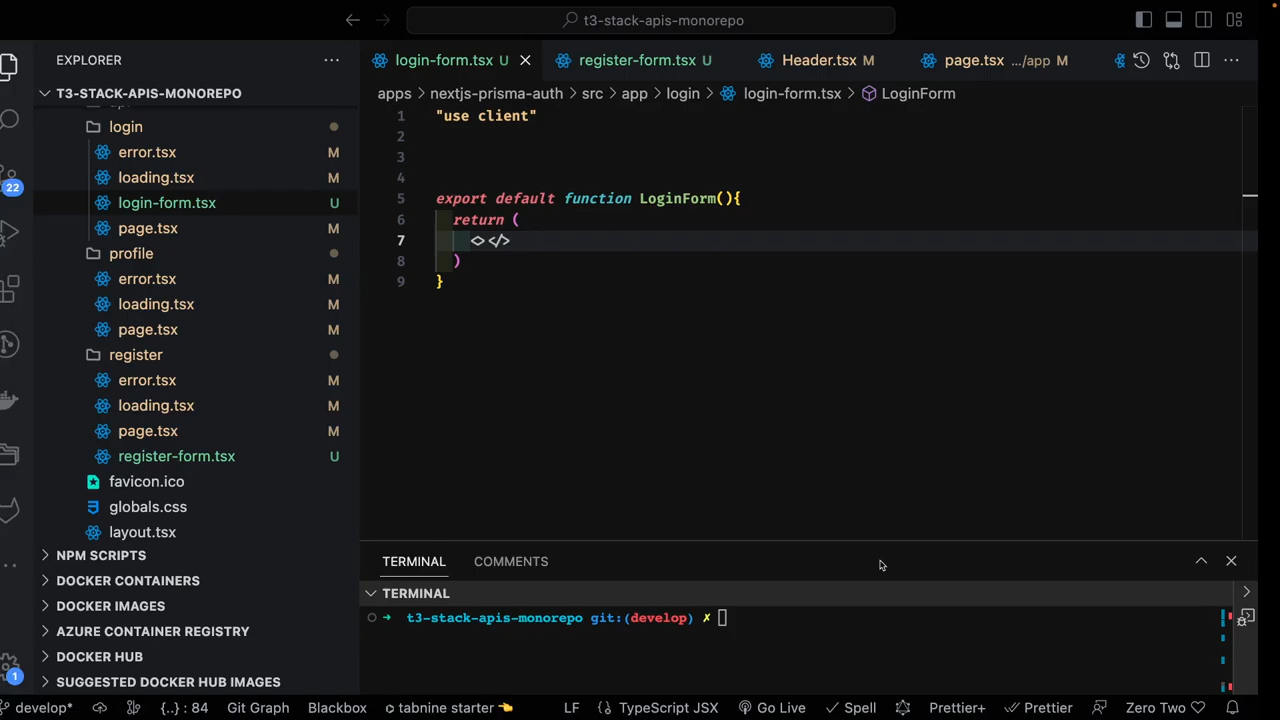 t3-stack-apis-monorepo
EXPLORER
login-form.tsx U
register-form.tsx U
Header.tsx M
page.tsx .../app M
T3-STACK-APIS-MONOREPO
apps > nextjs-prisma-auth > src > app > login > login-form.tsx > LoginForm
login
error.tsx M
loading.tsx M
login-form.tsx U
page.tsx M
profile
error.tsx M
loading.tsx M
page.tsx M
register
error.tsx M
loading.tsx M
page.tsx M
register-form.tsx U
favicon.ico
globals.css
layout.tsx
NPM SCRIPTS
DOCKER CONTAINERS
DOCKER IMAGES
AZURE CONTAINER REGISTRY
DOCKER HUB
SUGGESTED DOCKER HUB IMAGES
22
1
1 "use client"
2
3
4
5 export default function LoginForm(){
6 return (
7 <></>
8 )
9 }
TERMINAL COMMENTS
TERMINAL
t3-stack-apis-monorepo git:(develop) ✗
develop* {..} : 84 Git Graph Blackbox tabnine starter 👈 LF TypeScript JSX Go Live Spell Prettier+ Prettier Zero Two